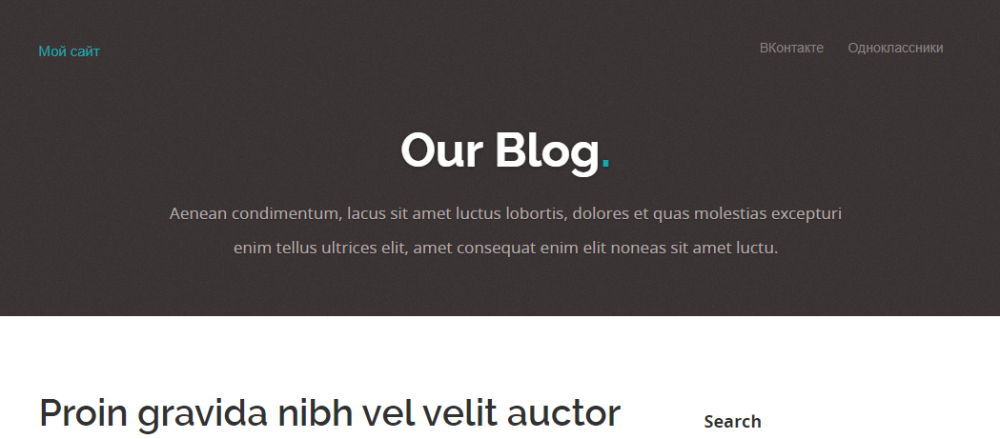 Мой сайт
ВКонтакте Одноклассники
Our Blog.
Aenean condimentum, lacus sit amet luctus lobortis, dolores et quas molestias excepturi
enim tellus ultrices elit, amet consequat enim elit noneas sit amet luctu.
Proin gravida nibh vel velit auctor
Search